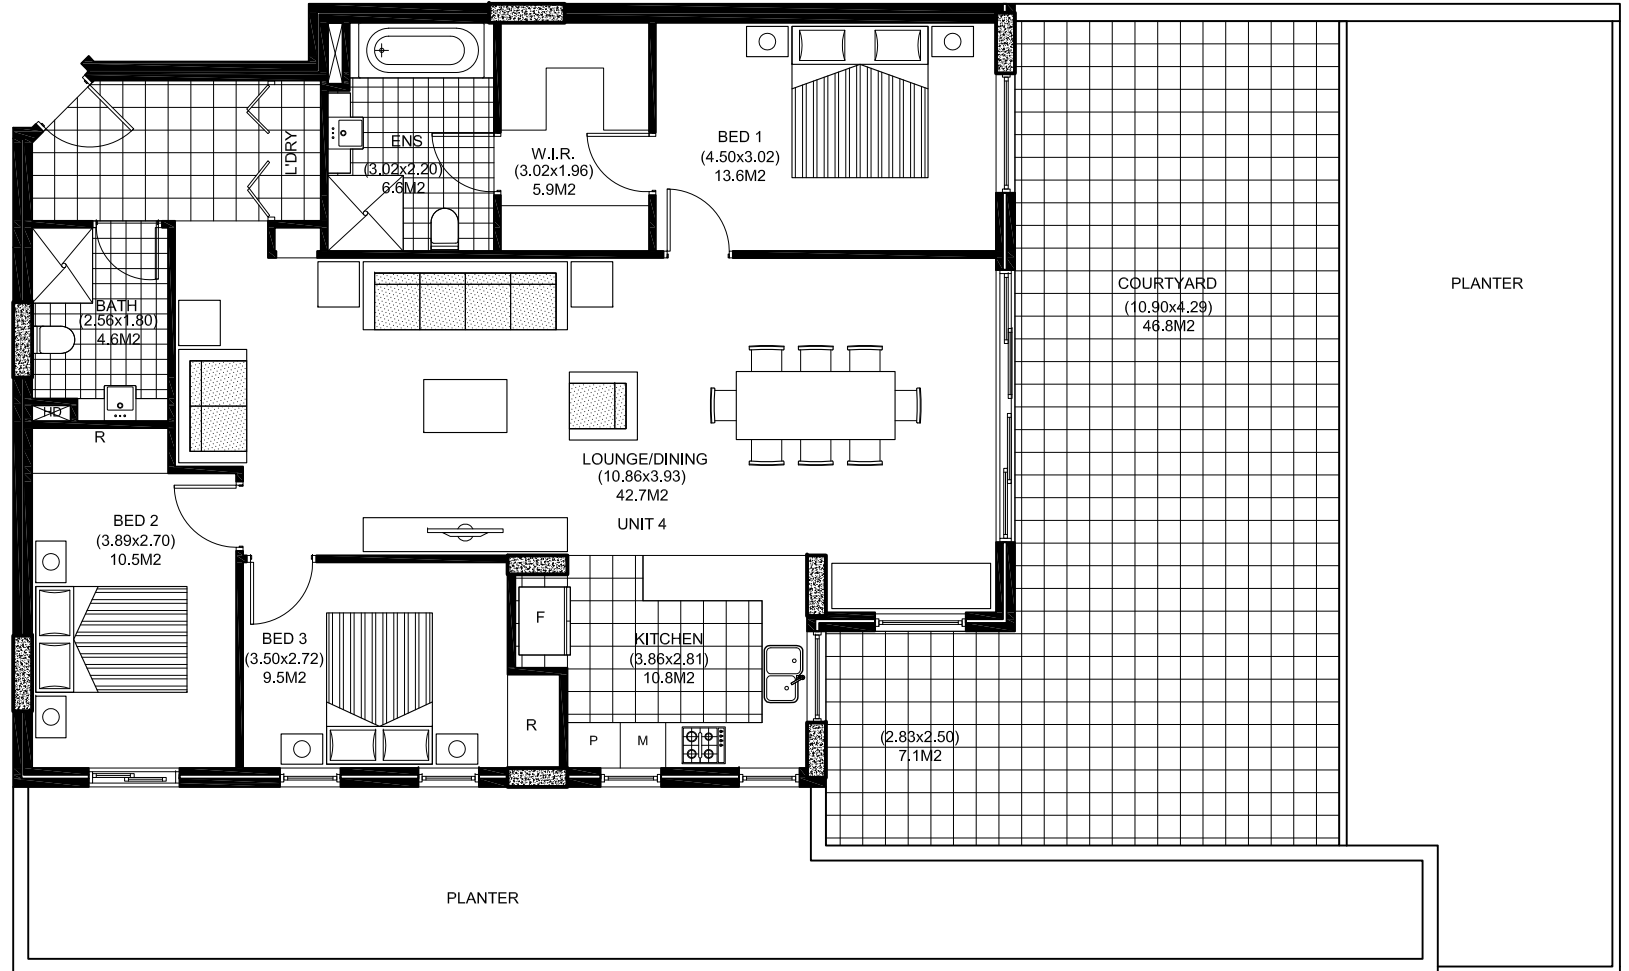 L'DRY
ENS
(3.02x2.20)
6.6M2
W.I.R.
(3.02x1.96)
5.9M2
BED 1
(4.50x3.02)
13.6M2
COURTYARD
(10.90x4.29)
46.8M2
PLANTER
BATH
(2.56x1.80)
4.6M2
HD
R
LOUNGE/DINING
(10.86x3.93)
42.7M2
UNIT 4
BED 2
(3.89x2.70)
10.5M2
BED 3
(3.50x2.72)
9.5M2
F
KITCHEN
(3.86x2.81)
10.8M2
R
P
M
(2.83x2.50)
7.1M2
PLANTER